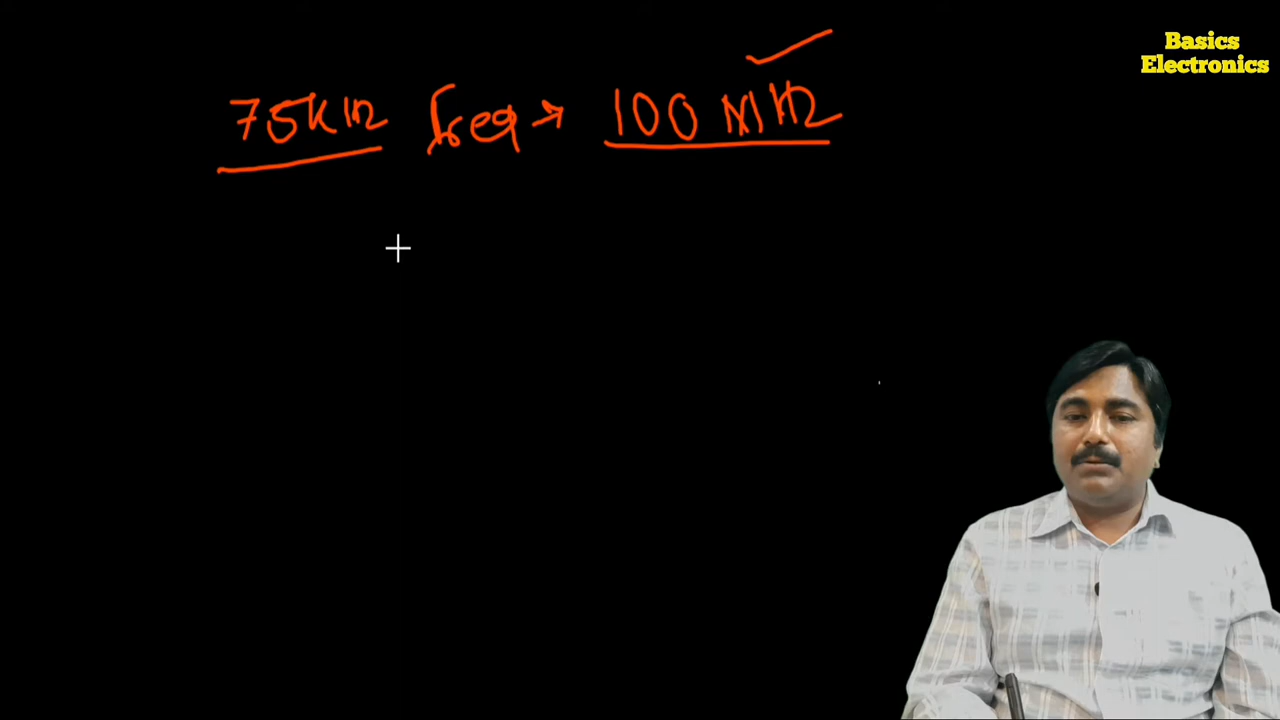 75KHz freq → 100 MHz
Basics
Electronics